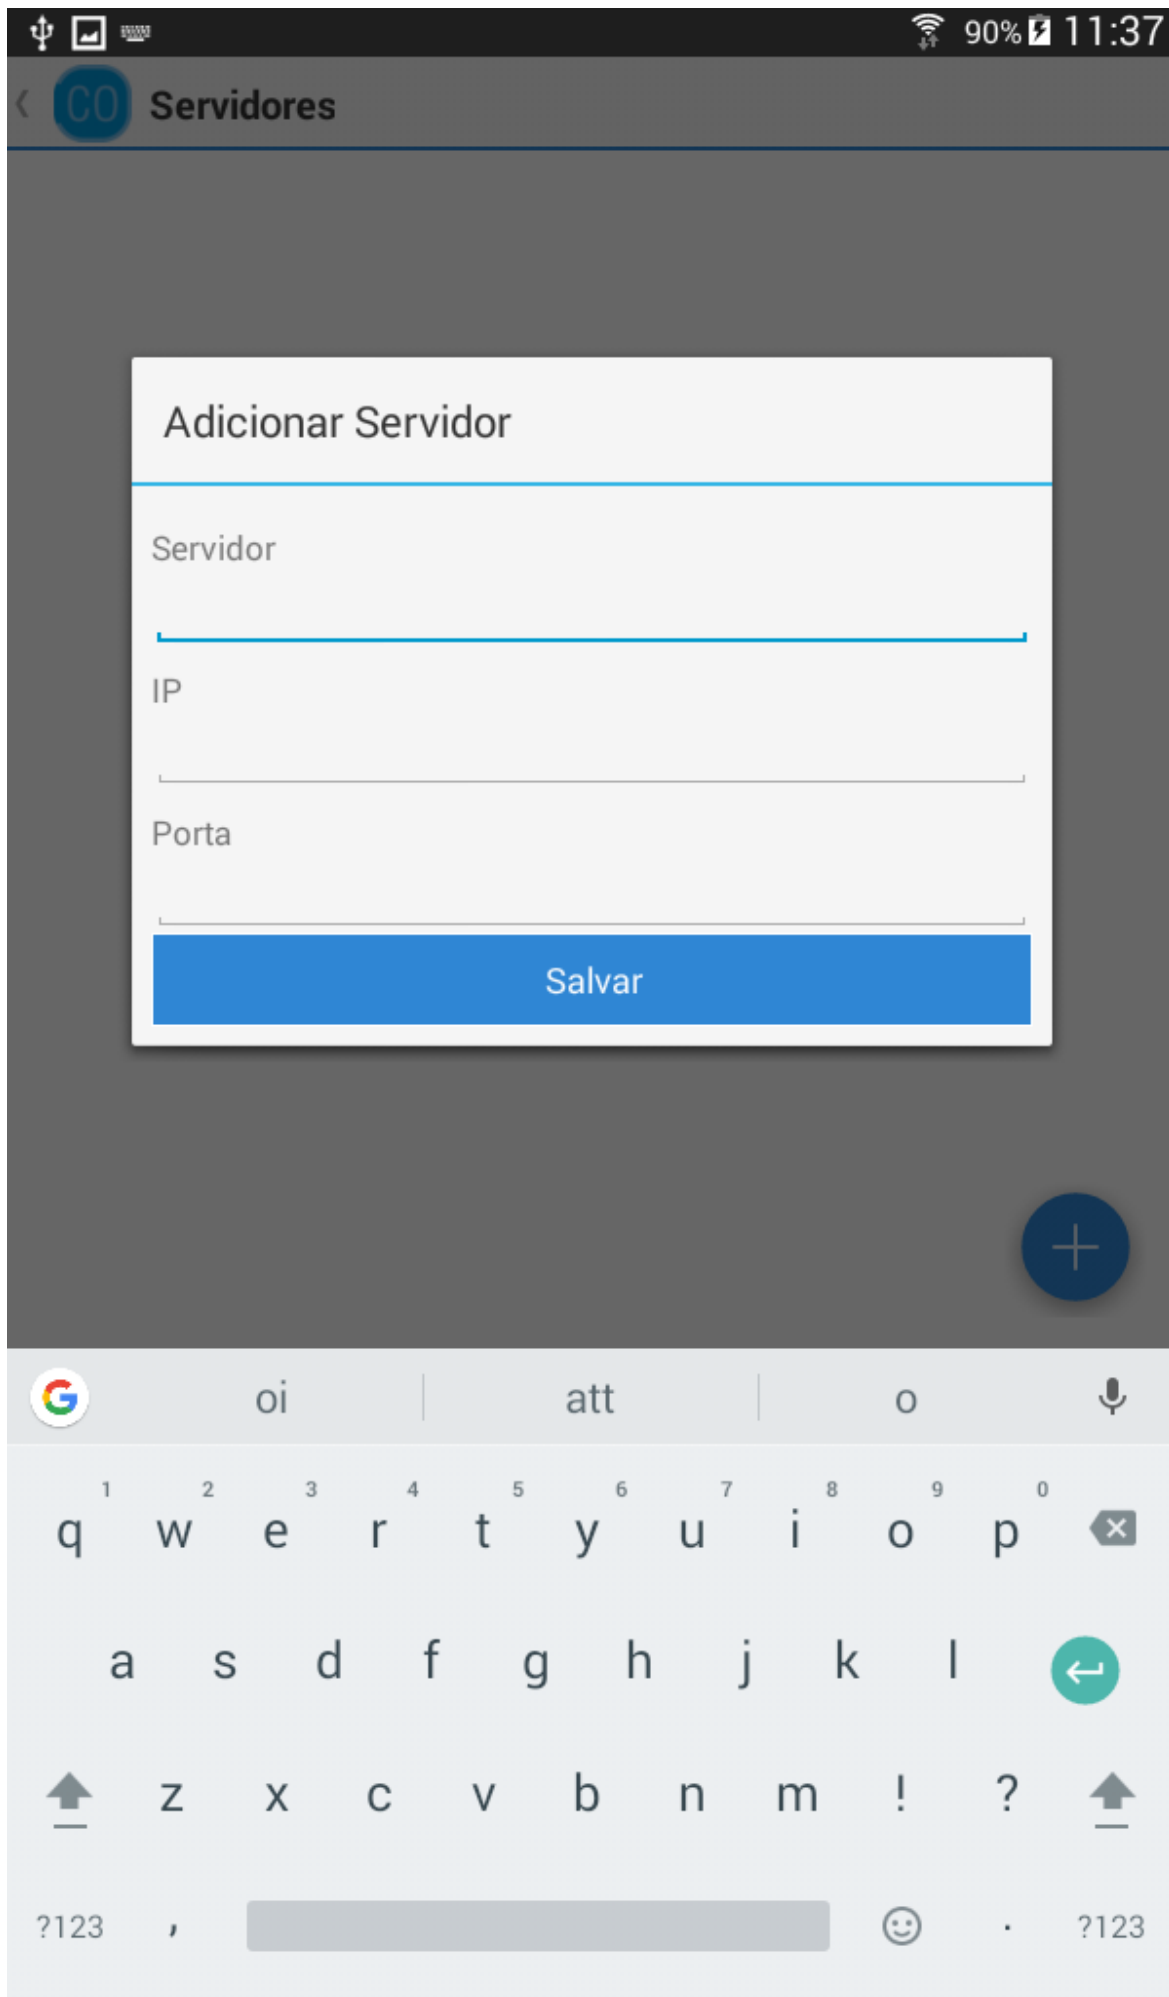 90% 11:37
CO Servidores
Adicionar Servidor
Servidor
IP
Porta
Salvar
oi att o
1 2 3 4 5 6 7 8 9 0
q w e r t y u i o p
a s d f g h j k l
z x c v b n m ! ?
?123 , . ?123